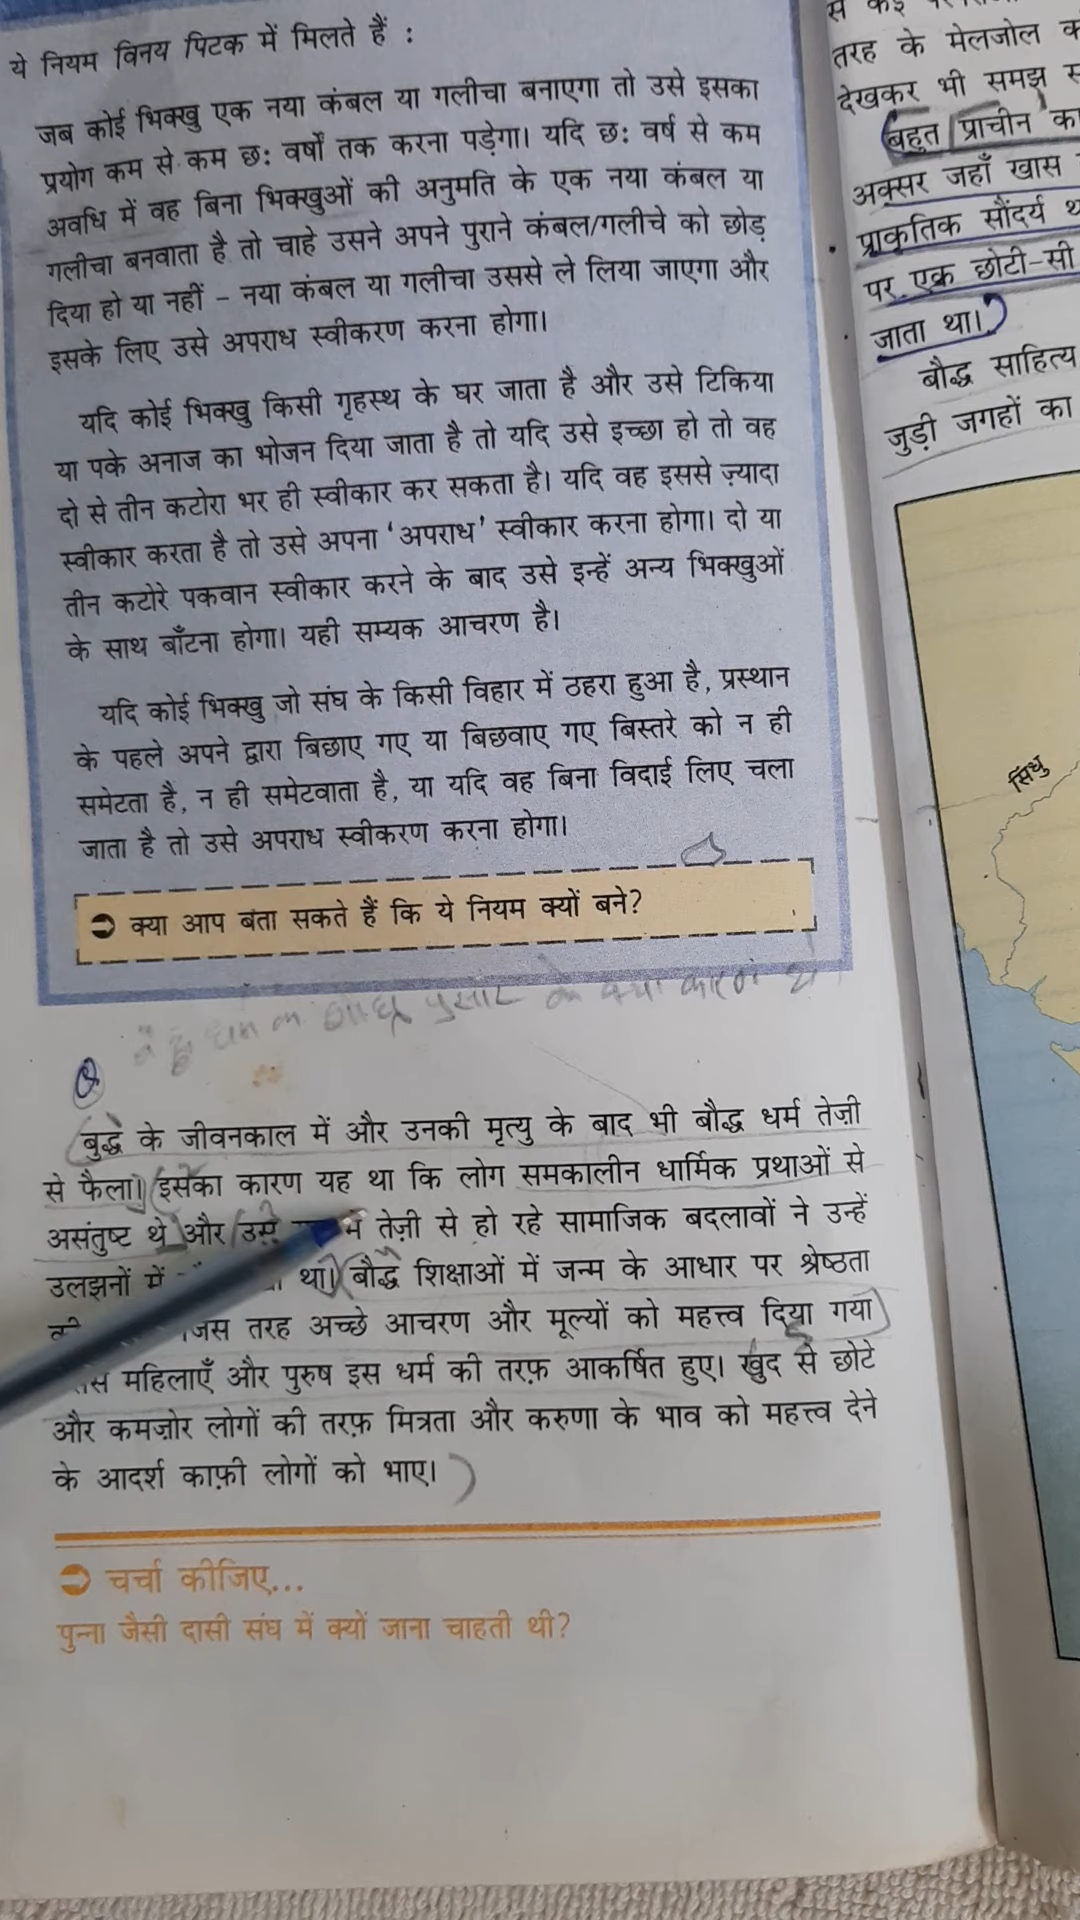 ये नियम विनय पिटक में मिलते हैं :
जब कोई भिक्खु एक नया कंबल या गलीचा बनाएगा तो उसे इसका
प्रयोग कम से कम छ: वर्षों तक करना पड़ेगा। यदि छ: वर्ष से कम
अवधि में वह बिना भिक्खुओं की अनुमति के एक नया कंबल या
गलीचा बनवाता है तो चाहे उसने अपने पुराने कंबल/गलीचे को छोड़
दिया हो या नहीं – नया कंबल या गलीचा उससे ले लिया जाएगा और
इसके लिए उसे अपराध स्वीकरण करना होगा।
यदि कोई भिक्खु किसी गृहस्थ के घर जाता है और उसे टिकिया
या पके अनाज का भोजन दिया जाता है तो यदि उसे इच्छा हो तो वह
दो से तीन कटोरा भर ही स्वीकार कर सकता है। यदि वह इससे ज़्यादा
स्वीकार करता है तो उसे अपना ‘अपराध’ स्वीकार करना होगा। दो या
तीन कटोरे पकवान स्वीकार करने के बाद उसे इन्हें अन्य भिक्खुओं
के साथ बाँटना होगा। यही सम्यक आचरण है।
यदि कोई भिक्खु जो संघ के किसी विहार में ठहरा हुआ है, प्रस्थान
के पहले अपने द्वारा बिछाए गए या बिछवाए गए बिस्तरे को न ही
समेटता है, न ही समेटवाता है, या यदि वह बिना विदाई लिए चला
जाता है तो उसे अपराध स्वीकरण करना होगा।
क्या आप बता सकते हैं कि ये नियम क्यों बने?
Q
बुद्ध के जीवनकाल में और उनकी मृत्यु के बाद भी बौद्ध धर्म तेज़ी
से फैला। इसका कारण यह था कि लोग समकालीन धार्मिक प्रथाओं से
असंतुष्ट थे और उस में तेज़ी से हो रहे सामाजिक बदलावों ने उन्हें
उलझनों में था। बौद्ध शिक्षाओं में जन्म के आधार पर श्रेष्ठता
तरह अच्छे आचरण और मूल्यों को महत्त्व दिया गया
महिलाएँ और पुरुष इस धर्म की तरफ़ आकर्षित हुए। खुद से छोटे
और कमज़ोर लोगों की तरफ़ मित्रता और करुणा के भाव को महत्त्व देने
के आदर्श काफ़ी लोगों को भाए।
चर्चा कीजिए...
पुन्ना जैसी दासी संघ में क्यों जाना चाहती थी?
तरह के मेलजोल
देखकर भी समझ
बहुत प्राचीन
अक्सर जहाँ खास
प्राकृतिक सौंदर्य
पर एक छोटी-सी
जाता था।
बौद्ध साहित्य
जुड़ी जगहों का
सिंधु